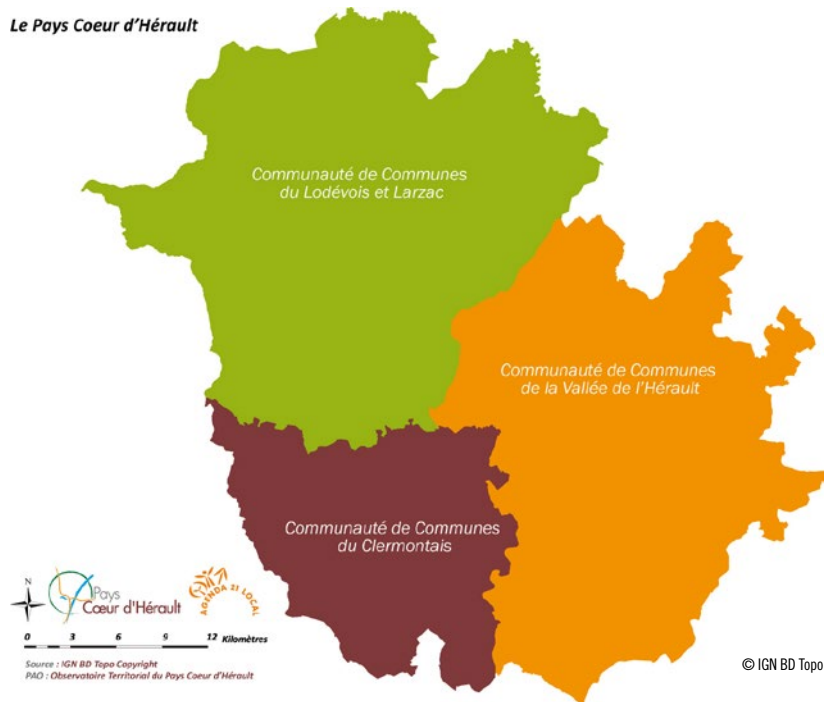 Le Pays Coeur d'Hérault
Communauté de Communes
du Lodévois et Larzac
Communauté de Communes
de la Vallée de l'Hérault
Communauté de Communes
du Clermontais
N
Pays
Cœur d'Hérault
AGENDA 21 LOCAL
0 3 6 9 12 Kilomètres
Source : IGN BD Topo Copyright
PAO : Observatoire Territorial du Pays Coeur d'Hérault
© IGN BD Topo